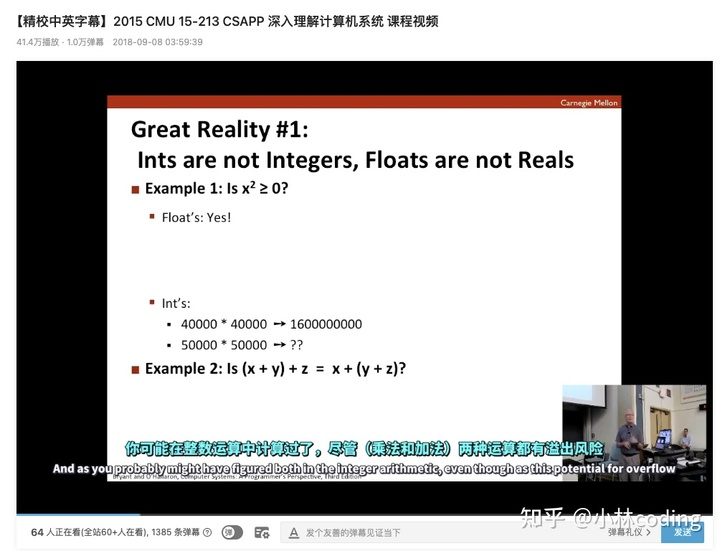 【精校中英字幕】2015 CMU 15-213 CSAPP 深入理解计算机系统 课程视频
41.4万播放 · 1.0万弹幕 2018-09-08 03:59:39
Carnegie Mellon
Great Reality #1:
Ints are not Integers, Floats are not Reals
■ Example 1: Is x² ≥ 0?
▪ Float's: Yes!
▪ Int's:
▪ 40000 * 40000 ➙ 1600000000
▪ 50000 * 50000 ➙ ??
■ Example 2: Is (x + y) + z = x + (y + z)?
你可能在整数运算中计算过了，尽管（乘法和加法）两种运算都有溢出风险
And as you probably might have figured both in the integer arithmetic, even though as this potential for overflow
Bryant and O'Hallaron, Computer Systems: A Programmer's Perspective, Third Edition
知乎 @小林coding
64 人正在看(全站60+人在看), 1385 条弹幕
弹
A 发个友善的弹幕见证当下
弹幕礼仪 >
发送